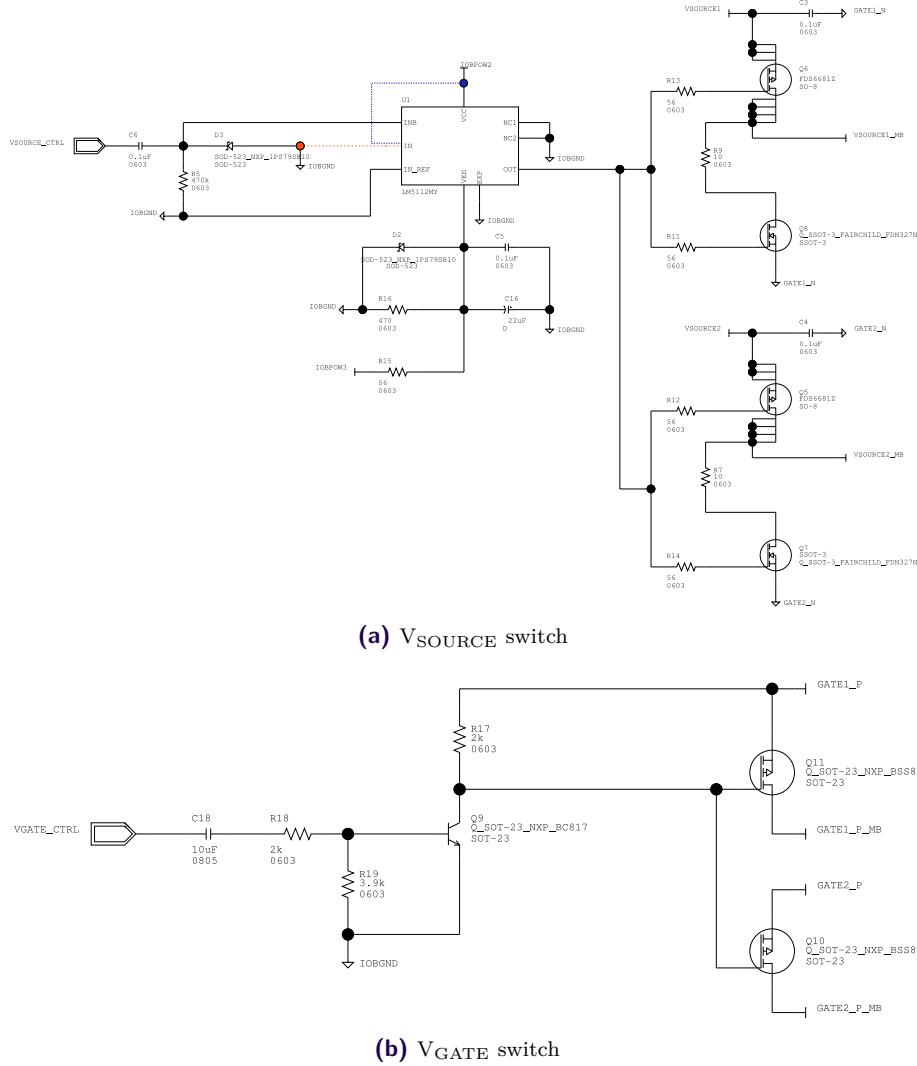 VSOURCE1
C3
0.1uF
0603
GATE1_N
Q6
FDS6681Z
SO-8
R13
56
0603
VSOURCE1_MB
R9
10
0603
Q8
Q_SSOT-3_FAIRCHILD_FDN327N
SSOT-3
R11
56
0603
GATE1_N
IOBPOW2
U1
VCC
INB
IN
IN_REF
NC1
NC2
OUT
VEE
EXP
LM5112MY
IOBGND
IOBGND
VSOURCE_CTRL
C6
0.1uF
0603
D3
SOD-523_NXP_1PS79SB10
SOD-523
IOBGND
R5
470k
0603
IOBGND
D2
SOD-523_NXP_1PS79SB10
SOD-523
C5
0.1uF
0603
IOBGND
R16
470
0603
C16
22uF
D
IOBGND
IOBPOW3
R15
56
0603
VSOURCE2
C4
0.1uF
0603
GATE2_N
Q5
FDS6681Z
SO-8
R12
56
0603
VSOURCE2_MB
R7
10
0603
Q7
SSOT-3
Q_SSOT-3_FAIRCHILD_FDN327N
R14
56
0603
GATE2_N
(a) VSOURCE switch
GATE1_P
R17
2k
0603
Q11
Q_SOT-23_NXP_BSS8
SOT-23
GATE1_P_MB
VGATE_CTRL
C18
10uF
0805
R18
2k
0603
Q9
Q_SOT-23_NXP_BC817
SOT-23
R19
3.9k
0603
IOBGND
GATE2_P
Q10
Q_SOT-23_NXP_BSS8
SOT-23
GATE2_P_MB
(b) VGATE switch